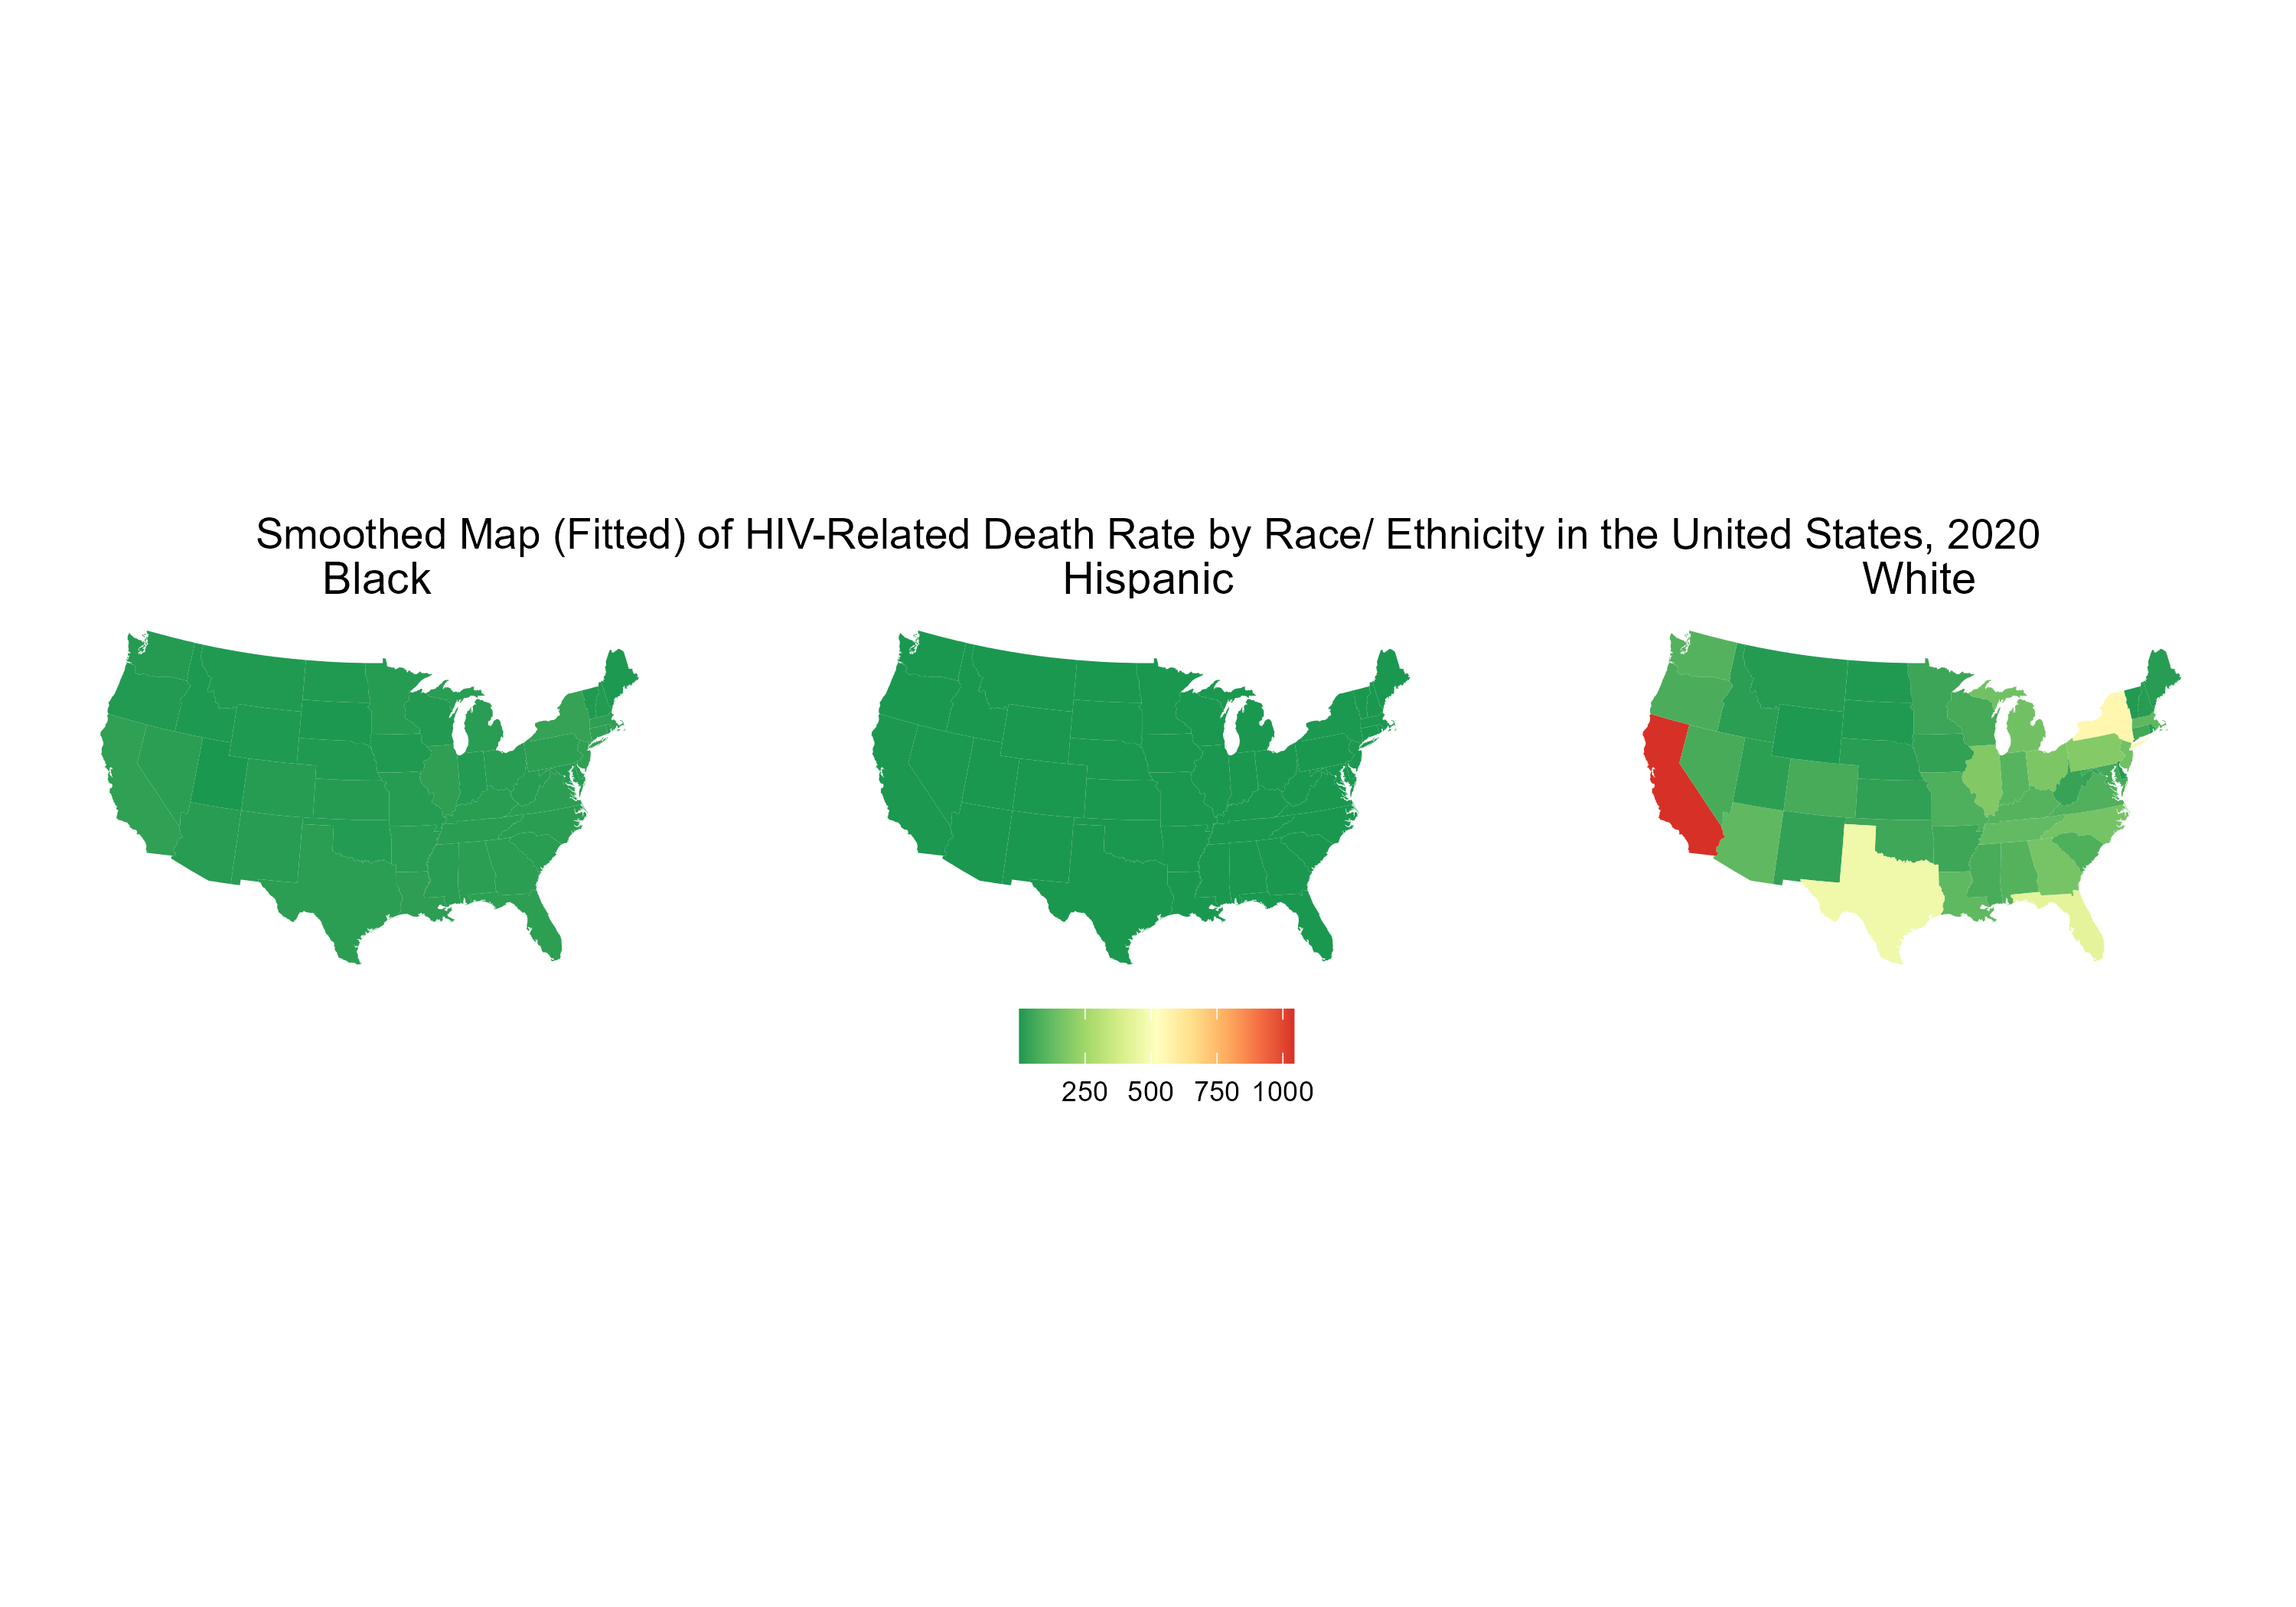 Smoothed Map (Fitted) of HIV-Related Death Rate by Race/ Ethnicity in the United States, 2020
Black Hispanic White
250 500 750 1000